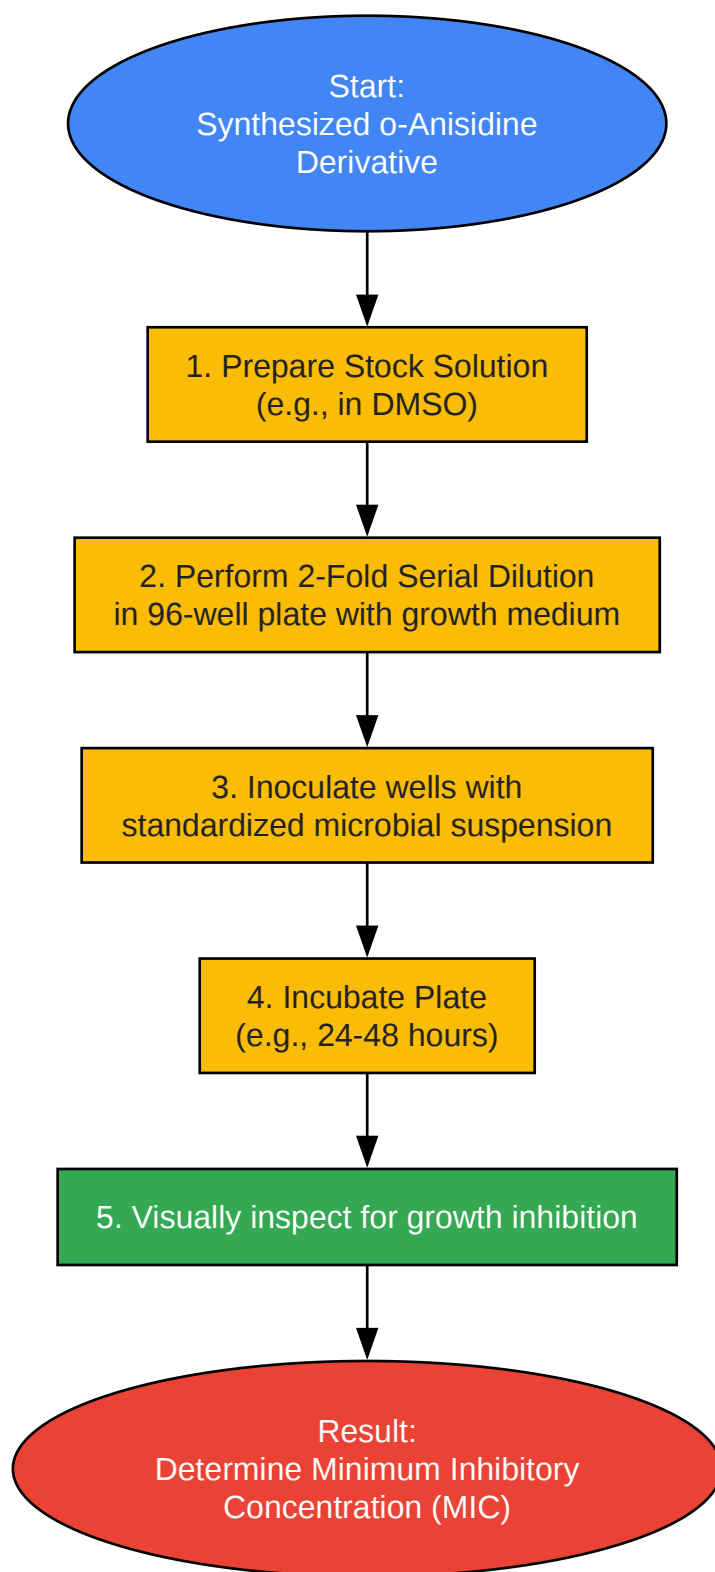 Start:
Synthesized o-Anisidine
Derivative
1. Prepare Stock Solution
(e.g., in DMSO)
2. Perform 2-Fold Serial Dilution
in 96-well plate with growth medium
3. Inoculate wells with
standardized microbial suspension
4. Incubate Plate
(e.g., 24-48 hours)
5. Visually inspect for growth inhibition
Result:
Determine Minimum Inhibitory
Concentration (MIC)